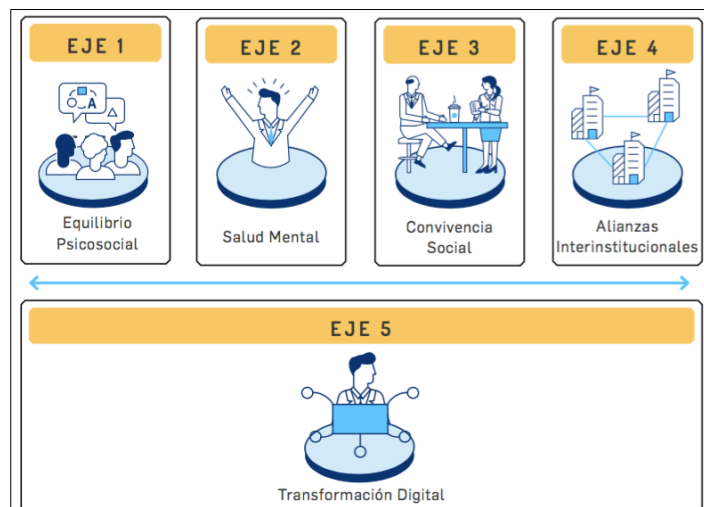 EJE 1
EJE 2
EJE 3
EJE 4
A
Equilibrio
Psicosocial
Salud Mental
Convivencia
Social
Alianzas
Interinstitucionales
EJE 5
Transformación Digital